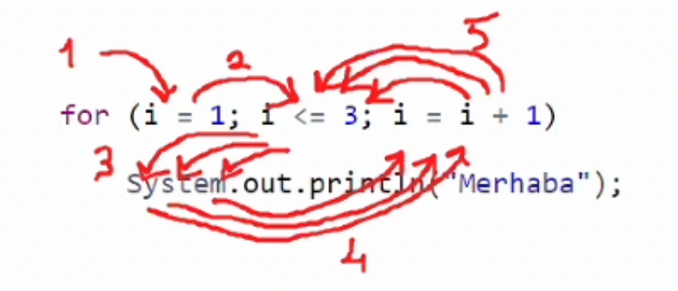 1 2 5
for (i = 1; i <= 3; i = i + 1)
3 System.out.println("Merhaba");
4